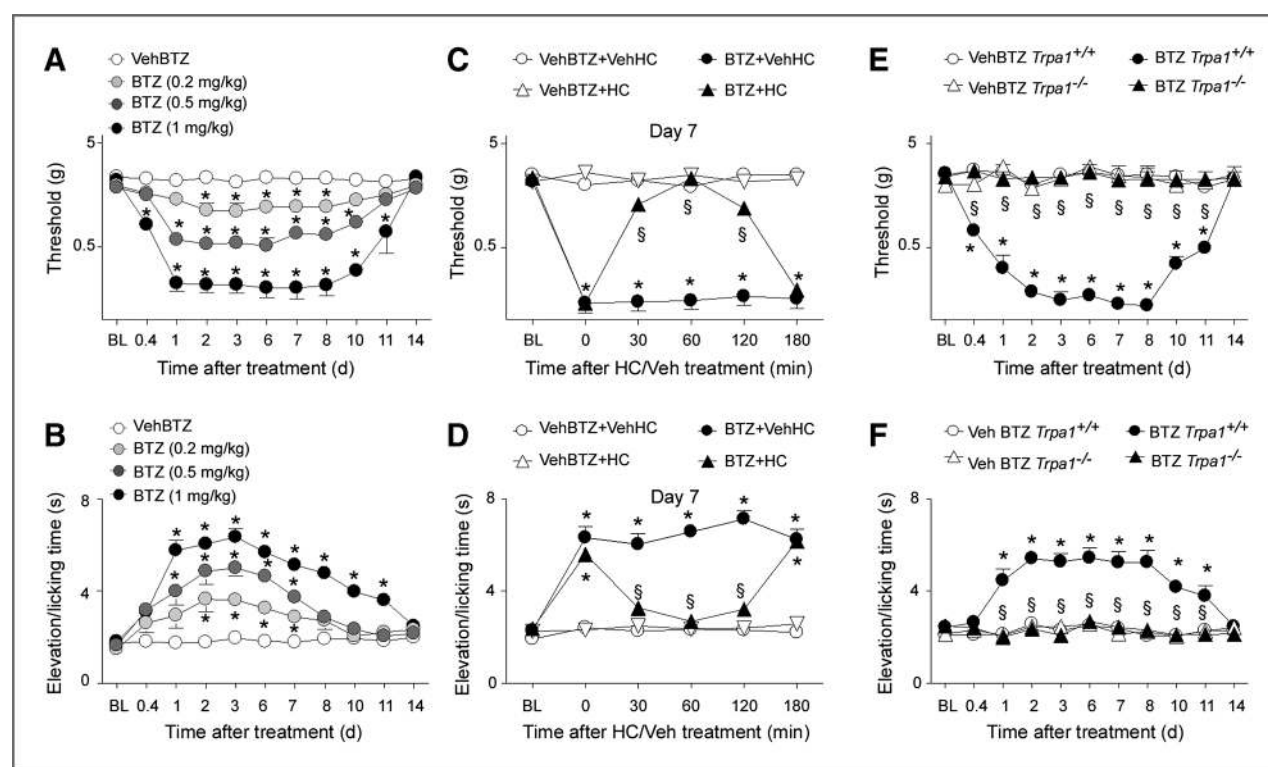 A
VehBTZ
BTZ (0.2 mg/kg)
BTZ (0.5 mg/kg)
BTZ (1 mg/kg)
5
0.5
Threshold (g)
* * * * * *
* * * * * * * *
* * * * * * * * *
BL 0.4 1 2 3 6 7 8 10 11 14
Time after treatment (d)
C
VehBTZ+VehHC BTZ+VehHC
VehBTZ+HC BTZ+HC
Day 7
5
0.5
Threshold (g)
§ § §
* * * * *
BL 0 30 60 120 180
Time after HC/Veh treatment (min)
E
VehBTZ Trpa1+/+ BTZ Trpa1+/+
VehBTZ Trpa1-/- BTZ Trpa1-/-
5
0.5
Threshold (g)
§ § § § § § § § §
* * * * * * * * *
BL 0.4 1 2 3 6 7 8 10 11 14
Time after treatment (d)
B
VehBTZ
BTZ (0.2 mg/kg)
BTZ (0.5 mg/kg)
BTZ (1 mg/kg)
8
4
0
Elevation/licking time (s)
* * * * * * * *
* * * * *
* * * *
BL 0.4 1 2 3 6 7 8 10 11 14
Time after treatment (d)
D
VehBTZ+VehHC BTZ+VehHC
VehBTZ+HC BTZ+HC
Day 7
8
4
0
Elevation/licking time (s)
* * * * *
* *
§ § §
BL 0 30 60 120 180
Time after HC/Veh treatment (min)
F
Veh BTZ Trpa1+/+ BTZ Trpa1+/+
Veh BTZ Trpa1-/- BTZ Trpa1-/-
8
4
0
Elevation/licking time (s)
* * * * * * * *
§ § § § § § § §
BL 0.4 1 2 3 6 7 8 10 11 14
Time after treatment (d)